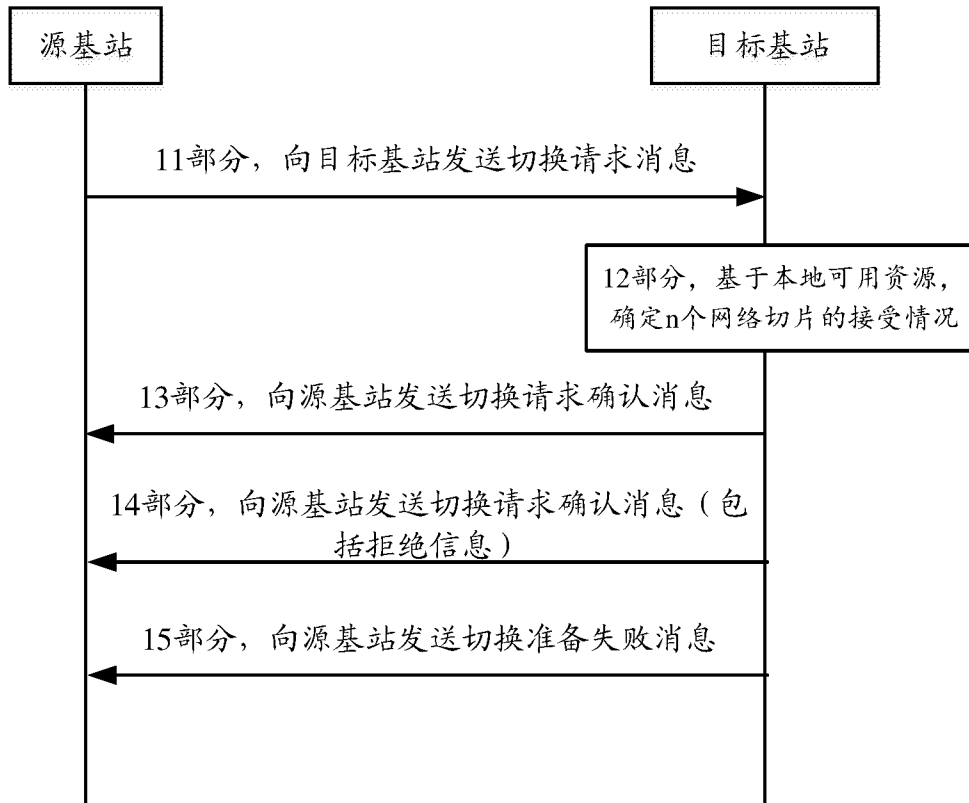 源基站
目标基站
11部分，向目标基站发送切换请求消息
12部分，基于本地可用资源，
确定n个网络切片的接受情况
13部分，向源基站发送切换请求确认消息
14部分，向源基站发送切换请求确认消息（包
括拒绝信息）
15部分，向源基站发送切换准备失败消息